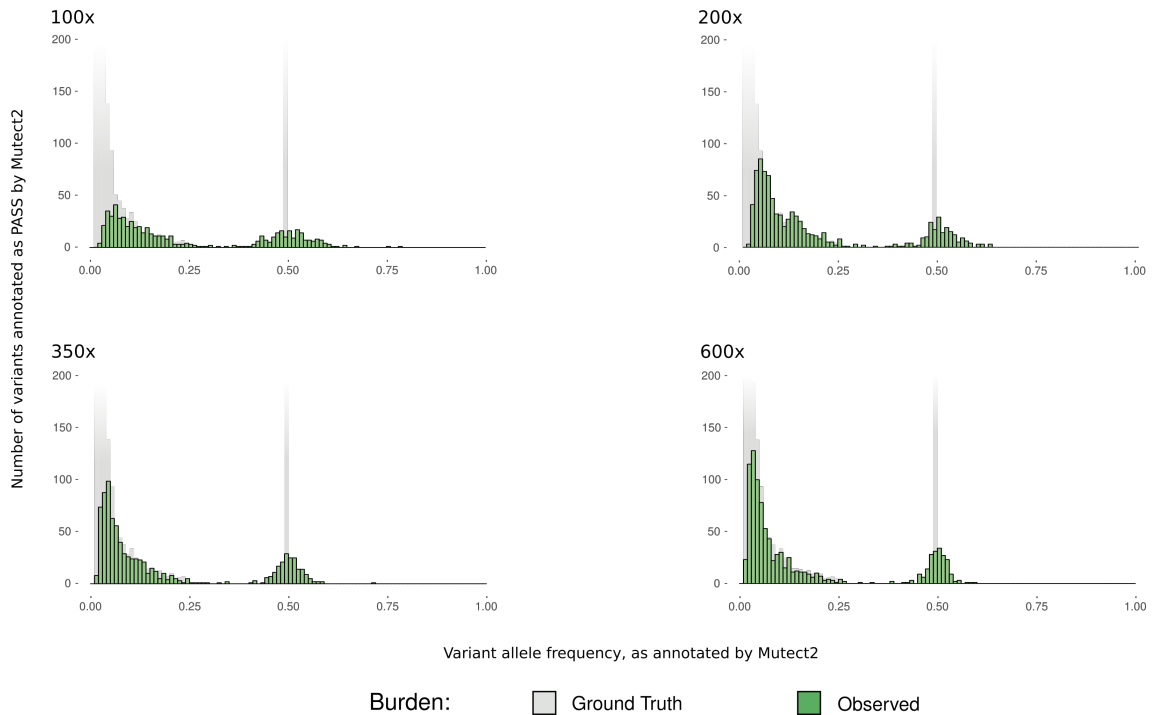 100x
200x
200
150
100
50
0
0.00 0.25 0.50 0.75 1.00
200
150
100
50
0
0.00 0.25 0.50 0.75 1.00
Number of variants annotated as PASS by Mutect2
350x
600x
200
150
100
50
0
0.00 0.25 0.50 0.75 1.00
200
150
100
50
0
0.00 0.25 0.50 0.75 1.00
Variant allele frequency, as annotated by Mutect2
Burden: Ground Truth Observed